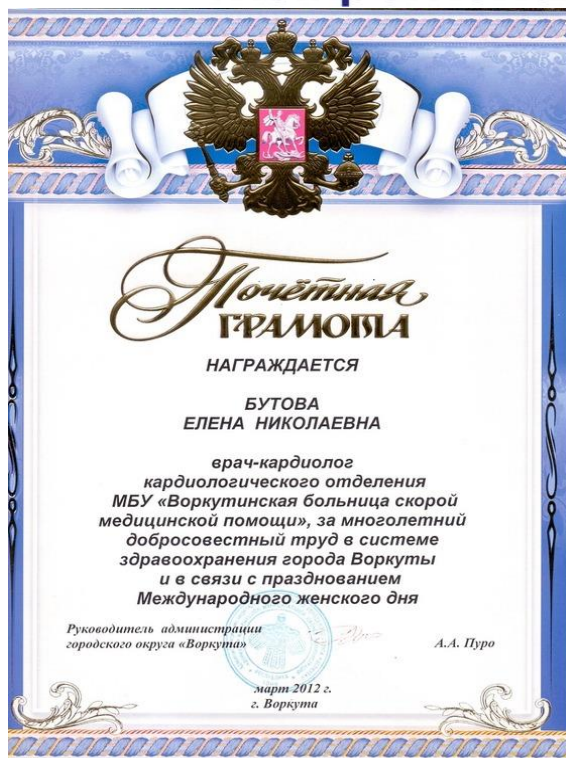 Почётная
ГРАМОТА
НАГРАЖДАЕТСЯ
БУТОВА
ЕЛЕНА НИКОЛАЕВНА
врач-кардиолог
кардиологического отделения
МБУ «Воркутинская больница скорой
медицинской помощи», за многолетний
добросовестный труд в системе
здравоохранения города Воркуты
и в связи с празднованием
Международного женского дня
Руководитель администрации
городского округа «Воркута»
А.А. Пуро
март 2012 г.
г. Воркута